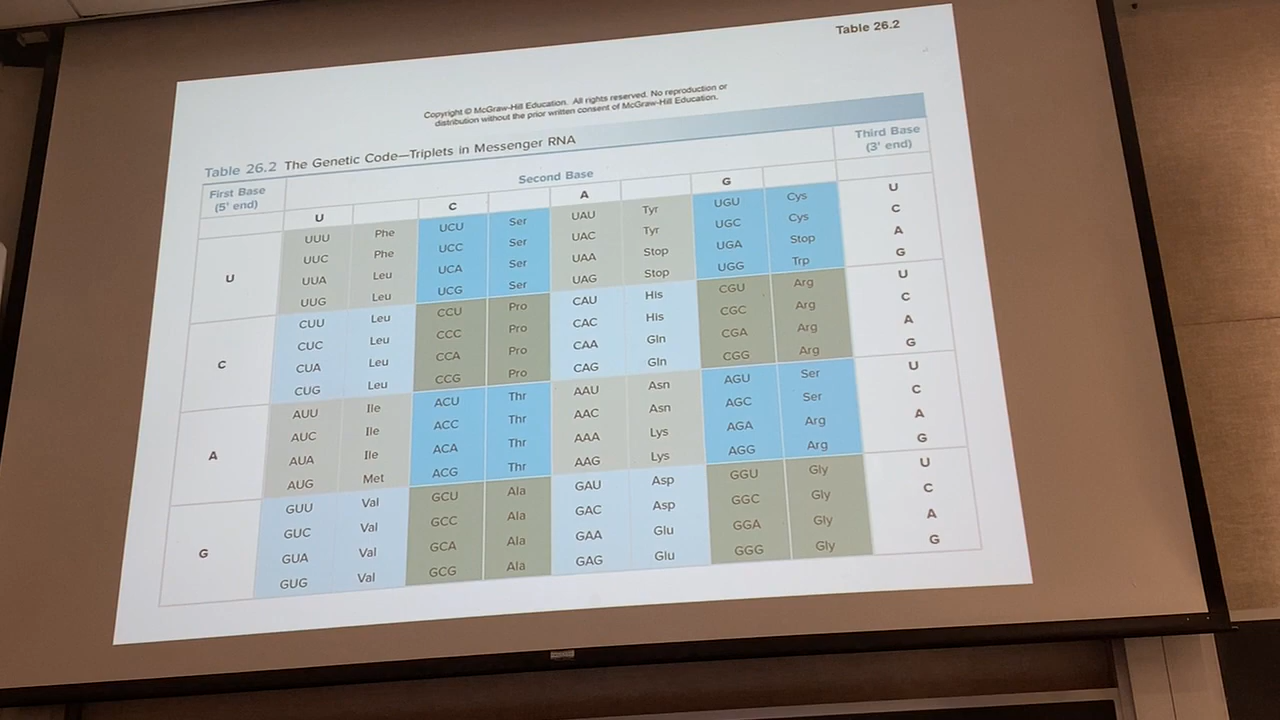 Table 26.2
Copyright © McGraw-Hill Education. All rights reserved. No reproduction or
distribution without the prior written consent of McGraw-Hill Education.
Table 26.2 The Genetic Code—Triplets in Messenger RNA
First Base
(5' end)
Second Base
Third Base
(3' end)
U C A G
U
UUU Phe UCU Ser UAU Tyr UGU Cys U
UUC Phe UCC Ser UAC Tyr UGC Cys C
UUA Leu UCA Ser UAA Stop UGA Stop A
UUG Leu UCG Ser UAG Stop UGG Trp G
C
CUU Leu CCU Pro CAU His CGU Arg U
CUC Leu CCC Pro CAC His CGC Arg C
CUA Leu CCA Pro CAA Gln CGA Arg A
CUG Leu CCG Pro CAG Gln CGG Arg G
A
AUU Ile ACU Thr AAU Asn AGU Ser U
AUC Ile ACC Thr AAC Asn AGC Ser C
AUA Ile ACA Thr AAA Lys AGA Arg A
AUG Met ACG Thr AAG Lys AGG Arg G
G
GUU Val GCU Ala GAU Asp GGU Gly U
GUC Val GCC Ala GAC Asp GGC Gly C
GUA Val GCA Ala GAA Glu GGA Gly A
GUG Val GCG Ala GAG Glu GGG Gly G